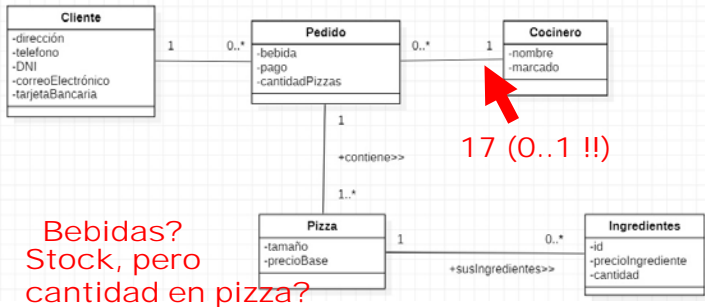 Cliente
-dirección
-telefono
-DNI
-correoElectrónico
-tarjetaBancaria
1
0..*
Pedido
-bebida
-pago
-cantidadPizzas
0..*
1
Cocinero
-nombre
-marcado
17 (0..1 !!)
1
+contiene>>
1..*
Pizza
-tamaño
-precioBase
1
0..*
+susIngredientes>>
Ingredientes
-id
-precioIngrediente
-cantidad
Bebidas?
Stock, pero
cantidad en pizza?